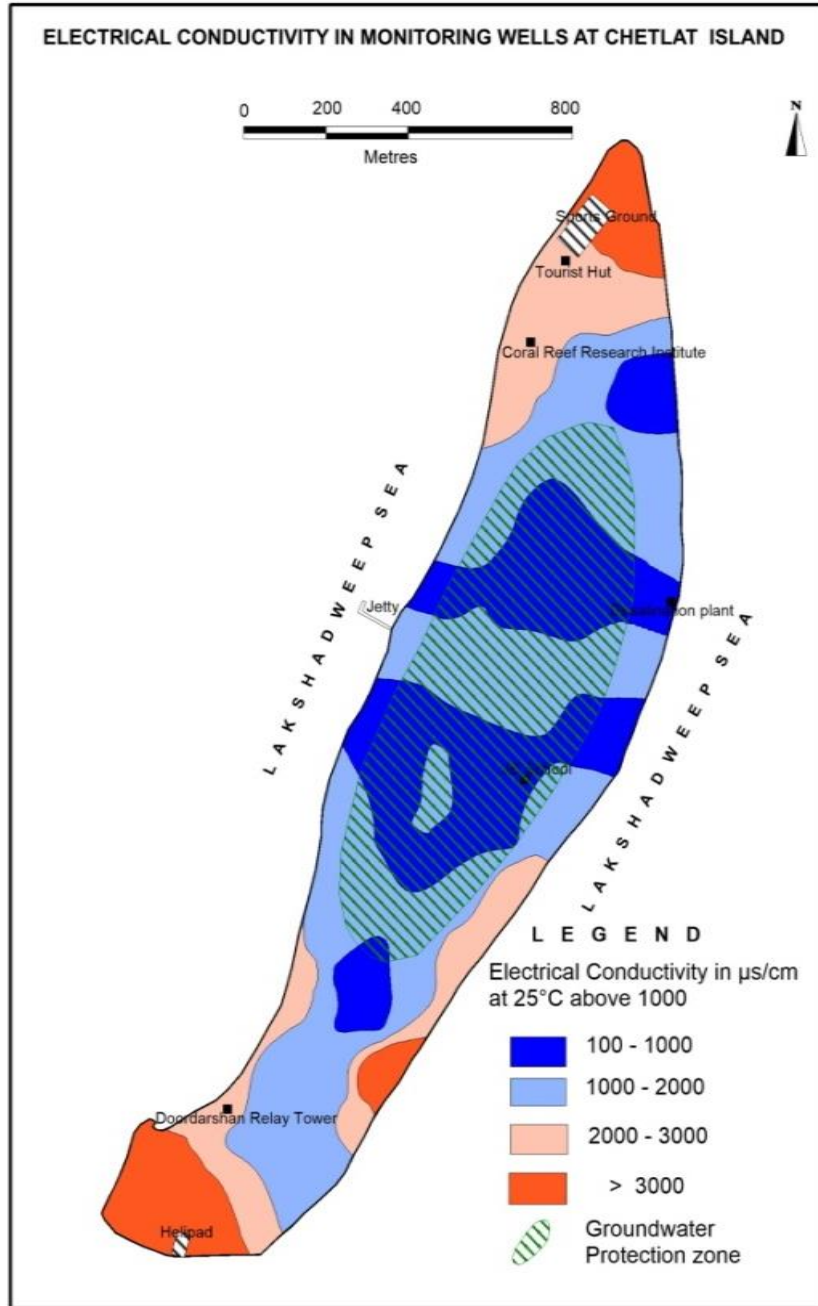 ELECTRICAL CONDUCTIVITY IN MONITORING WELLS AT CHETLAT ISLAND
0 200 400 800
Metres
N
Sports Ground
Tourist Hut
Coral Reef Research Institute
LAKSHADWEEP SEA
Jetty
plant
LAKSHADWEEP SEA
LEGEND
Electrical Conductivity in µs/cm
at 25°C above 1000
100 - 1000
1000 - 2000
2000 - 3000
> 3000
Groundwater
Protection zone
Doordarshan Relay Tower
Helipad